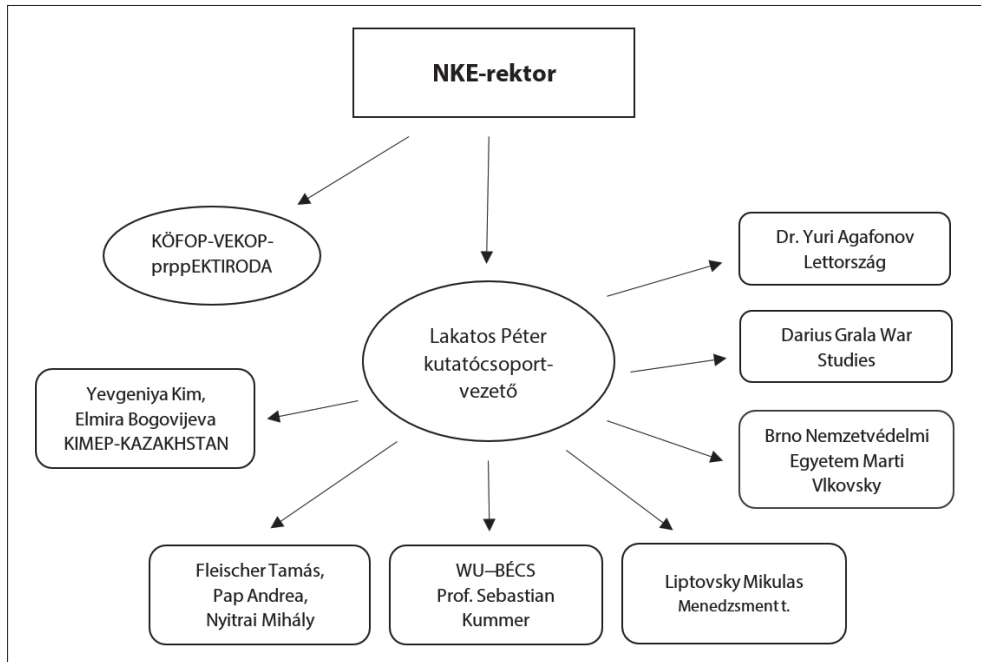 NKE-rektor
KÖFOP-VEKOP-
prppEKTIRODA
Lakatos Péter
kutatócsoport-
vezető
Dr. Yuri Agafonov
Lettország
Darius Grala War
Studies
Brno Nemzetvédelmi
Egyetem Marti
Vlkovsky
Yevgeniya Kim,
Elmira Bogovijeva
KIMEP-KAZAKHSTAN
Fleischer Tamás,
Pap Andrea,
Nyitrai Mihály
WU–BÉCS
Prof. Sebastian
Kummer
Liptovsky Mikulas
Menedzsment t.